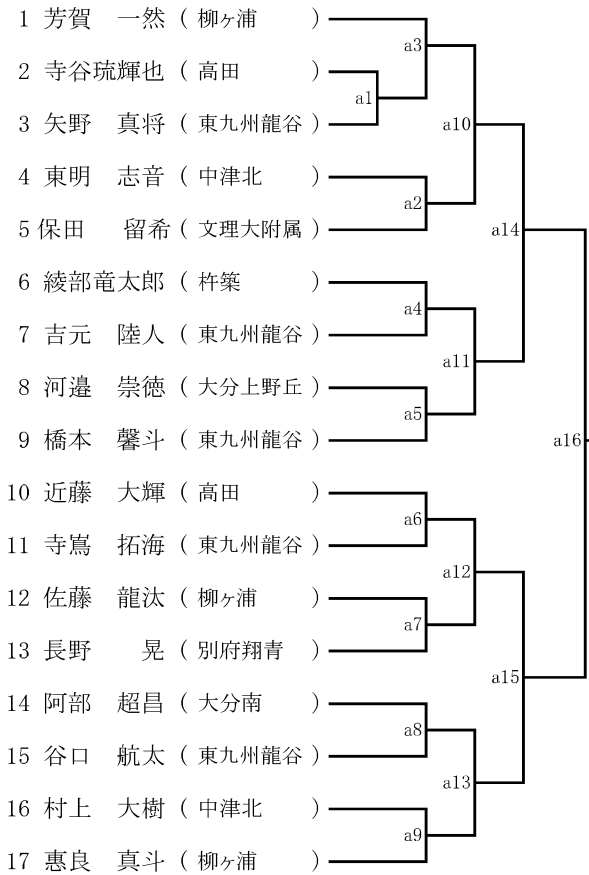 1 芳賀 一然 ( 柳ヶ浦 )
a3
2 寺谷琉輝也 ( 高田 )
a1
a10
3 矢野 真将 ( 東九州龍谷 )
4 東明 志音 ( 中津北 )
a2
a14
5 保田 留希 ( 文理大附属 )
6 綾部竜太郎 ( 杵築 )
a4
7 吉元 陸人 ( 東九州龍谷 )
a11
8 河邉 崇徳 ( 大分上野丘 )
a5
9 橋本 馨斗 ( 東九州龍谷 )
a16
10 近藤 大輝 ( 高田 )
a6
11 寺嶌 拓海 ( 東九州龍谷 )
a12
12 佐藤 龍汰 ( 柳ヶ浦 )
a7
13 長野 晃 ( 別府翔青 )
a15
14 阿部 超昌 ( 大分南 )
a8
15 谷口 航太 ( 東九州龍谷 )
a13
16 村上 大樹 ( 中津北 )
a9
17 惠良 真斗 ( 柳ヶ浦 )